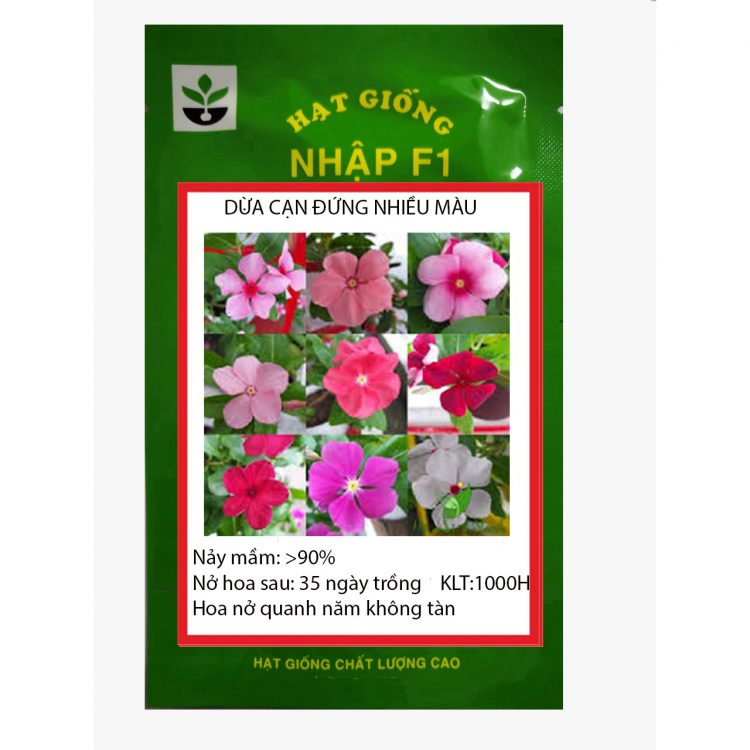 HẠT GIỐNG
NHẬP F1
DỪA CẠN ĐỨNG NHIỀU MÀU
Nảy mầm: >90%
Nở hoa sau: 35 ngày trồng KLT:1000H
Hoa nở quanh năm không tàn
HẠT GIỐNG CHẤT LƯỢNG CAO